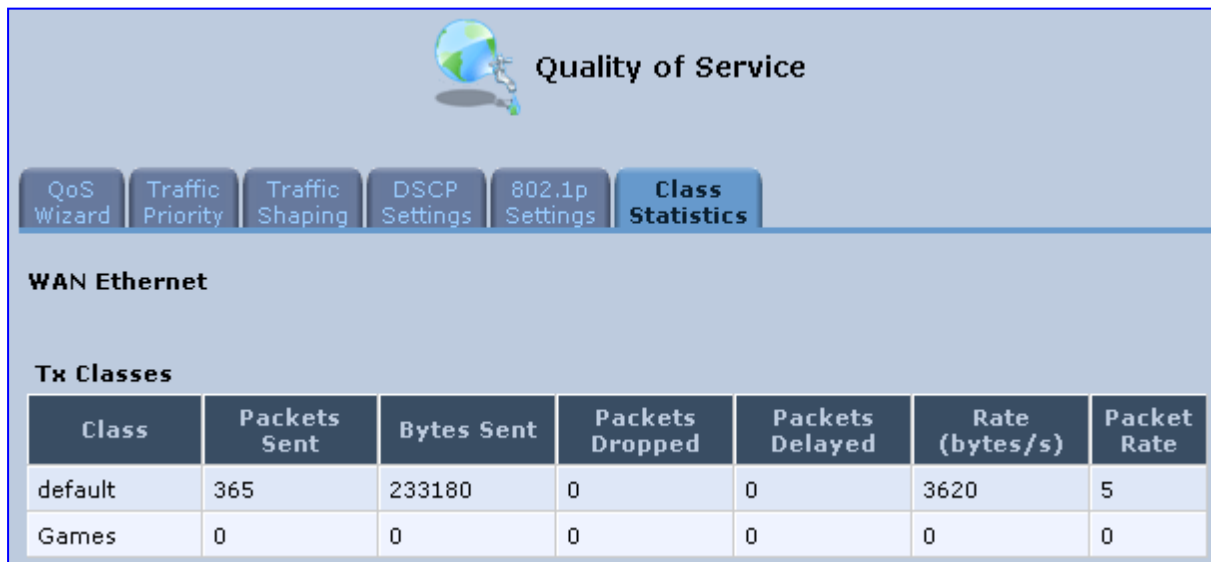 Quality of Service
QoS Traffic Traffic DSCP 802.1p Class
Wizard Priority Shaping Settings Settings Statistics
WAN Ethernet
Tx Classes
Class Packets Sent Bytes Sent Packets Dropped Packets Delayed Rate (bytes/s) Packet Rate
default 365 233180 0 0 3620 5
Games 0 0 0 0 0 0